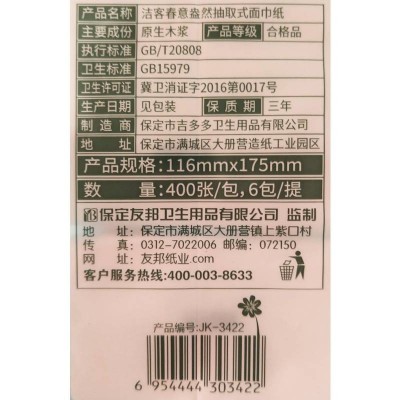 产品名称 洁客春意盎然抽取式面巾纸
主要成份 原生木浆 产品等级 合格品
执行标准 GB/T20808
卫生标准 GB15979
卫生许可证 冀卫消证字2016第0017号
生产日期 见包装 保质期 三年
制造商 保定市吉多多卫生用品有限公司
地址 保定市满城区大册营造纸工业园区
产品规格:116mmx175mm
数量:400张/包,6包/提
保定友邦卫生用品有限公司 监制
地址:保定市满城区大册营镇上紫口村
传真:0312-7022006 邮编:072150
网址:友邦纸业.com
客户服务热线:400-003-8633
产品编号:JK-3422
6 954444 303422